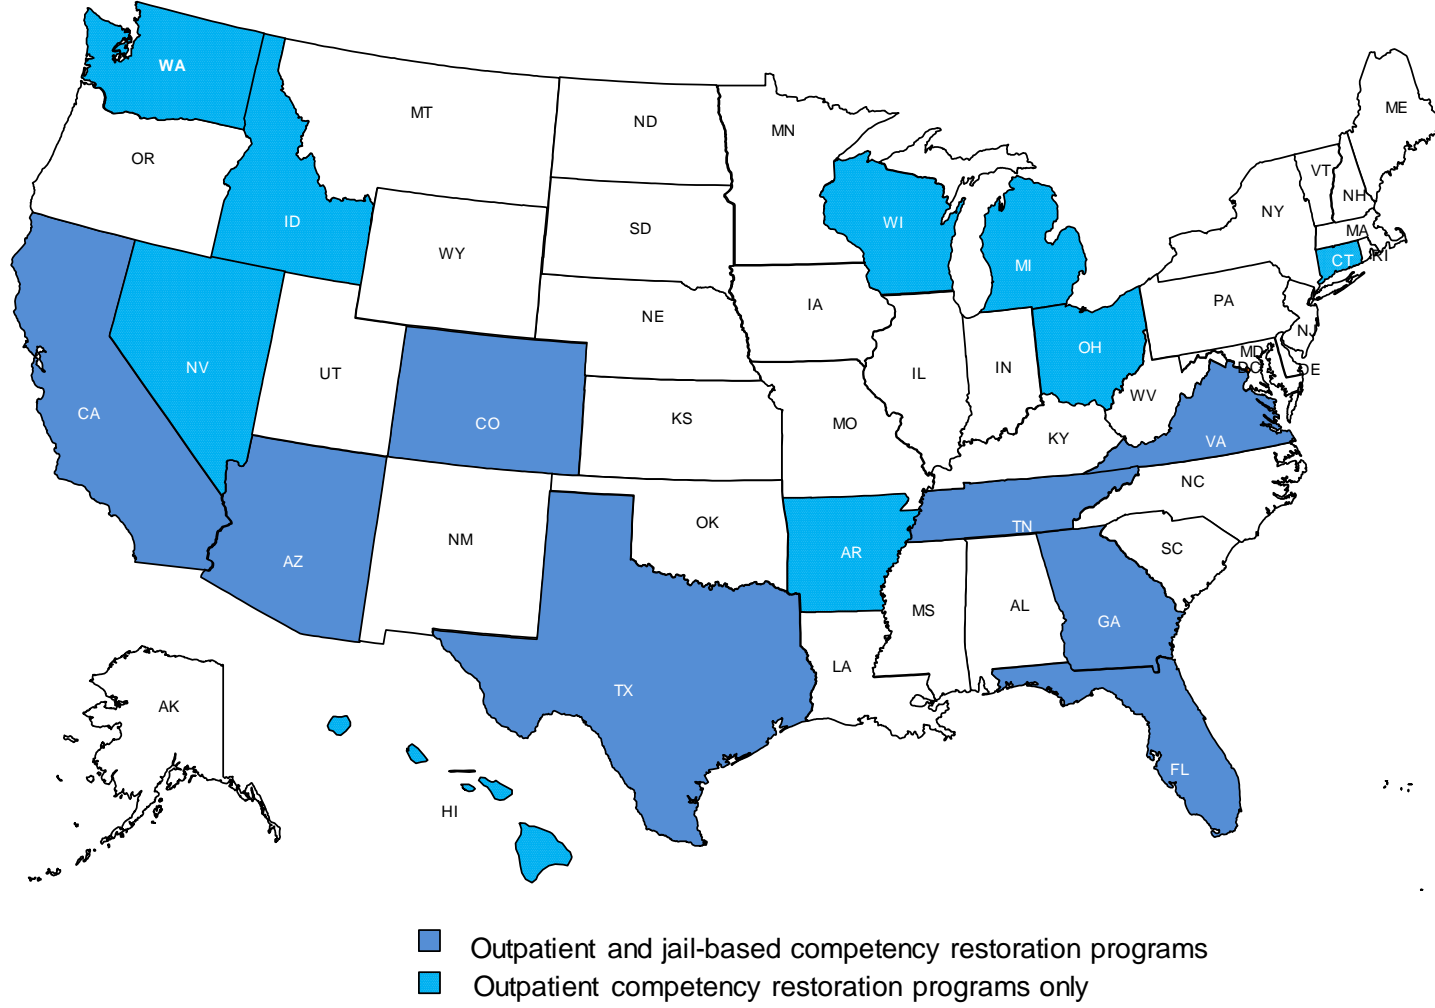 WA
MT
ND
MN
ME
OR
VT
NH
ID
SD
WI
NY
MA
WY
MI
CT
RI
PA
NE
IA
OH
NJ
NV
UT
IL
IN
MD
DC
DE
WV
CA
CO
KS
MO
KY
VA
NC
OK
TN
NM
AZ
AR
SC
MS
AL
GA
LA
TX
AK
FL
HI
Outpatient and jail-based competency restoration programs
Outpatient competency restoration programs only